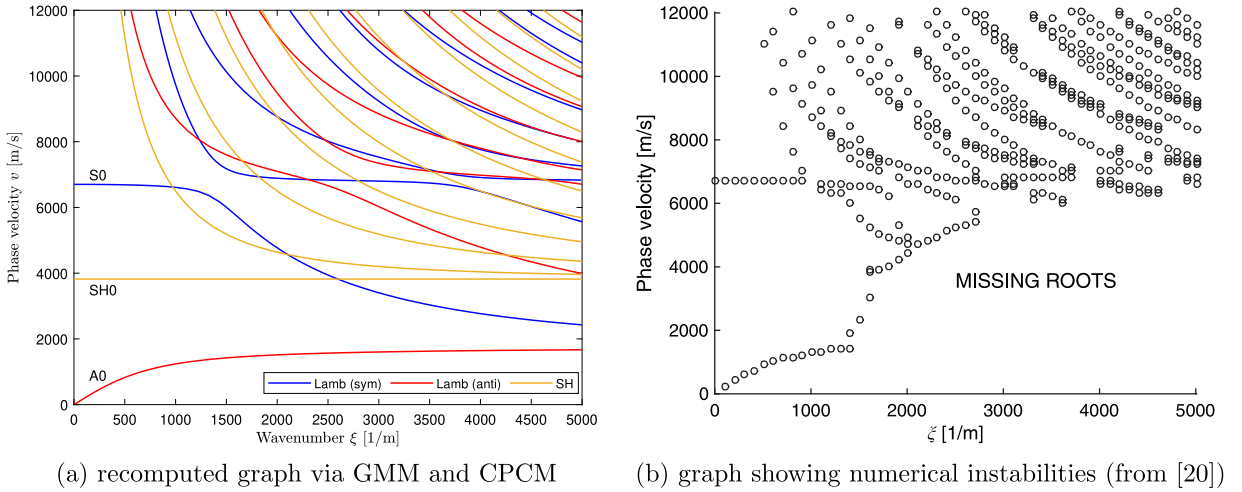 12000
10000
8000
6000
4000
2000
0
Phase velocity v [m/s]
S0
SH0
A0
Lamb (sym) Lamb (anti) SH
0 500 1000 1500 2000 2500 3000 3500 4000 4500 5000
Wavenumber ξ [1/m]
(a) recomputed graph via GMM and CPCM
12000
10000
8000
6000
4000
2000
0
Phase velocity [m/s]
MISSING ROOTS
0 1000 2000 3000 4000 5000
ξ [1/m]
(b) graph showing numerical instabilities (from [20])